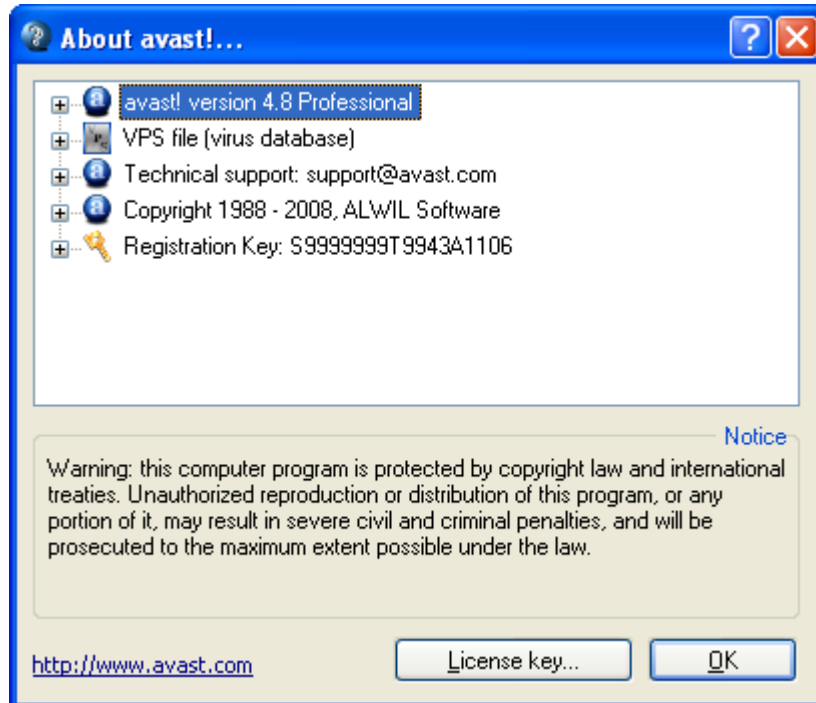 About avast!...
avast! version 4.8 Professional
VPS file (virus database)
Technical support: support@avast.com
Copyright 1988 - 2008, ALWIL Software
Registration Key: S9999999T9943A1106
Notice
Warning: this computer program is protected by copyright law and international
treaties. Unauthorized reproduction or distribution of this program, or any
portion of it, may result in severe civil and criminal penalties, and will be
prosecuted to the maximum extent possible under the law.
http://www.avast.com
License key...
OK